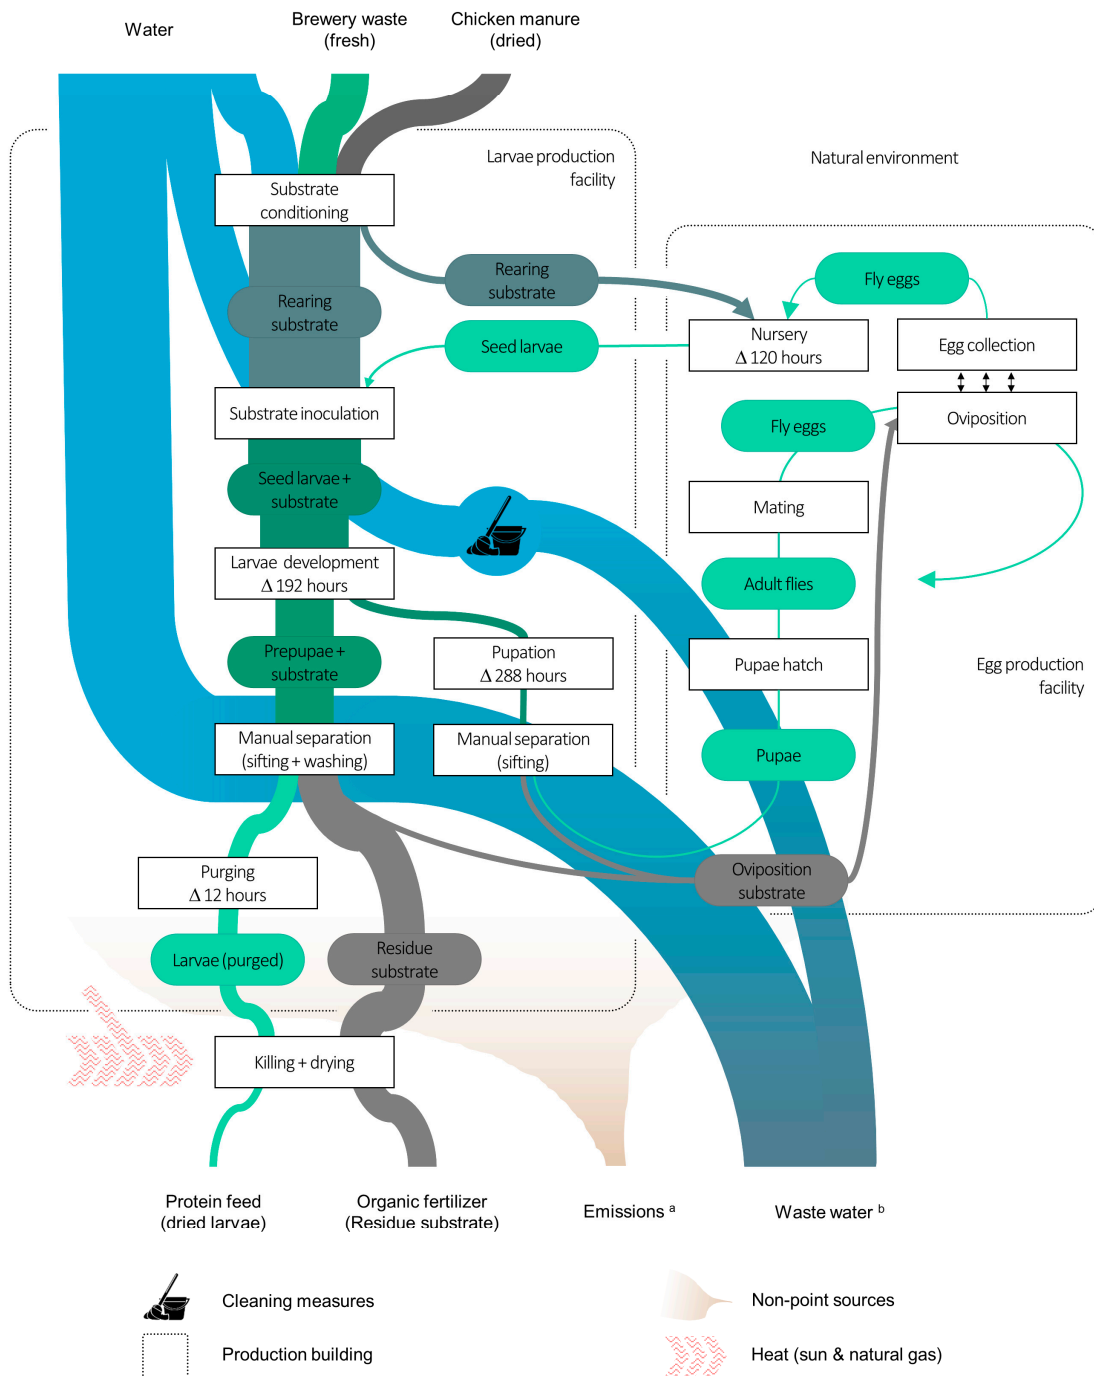 Water
Brewery waste
(fresh)
Chicken manure
(dried)
Larvae production
facility
Natural environment
Substrate
conditioning
Rearing
substrate
Fly eggs
Rearing
substrate
Seed larvae
Nursery
Δ 120 hours
Egg collection
Substrate inoculation
Fly eggs
Oviposition
Seed larvae +
substrate
Mating
Larvae development
Δ 192 hours
Adult flies
Prepupae +
substrate
Pupation
Δ 288 hours
Pupae hatch
Egg production
facility
Manual separation
(sifting + washing)
Manual separation
(sifting)
Pupae
Purging
Δ 12 hours
Oviposition
substrate
Larvae (purged)
Residue
substrate
Killing + drying
Protein feed
(dried larvae)
Organic fertilizer
(Residue substrate)
Emissions a
Waste water b
Cleaning measures
Non-point sources
Production building
Heat (sun & natural gas)